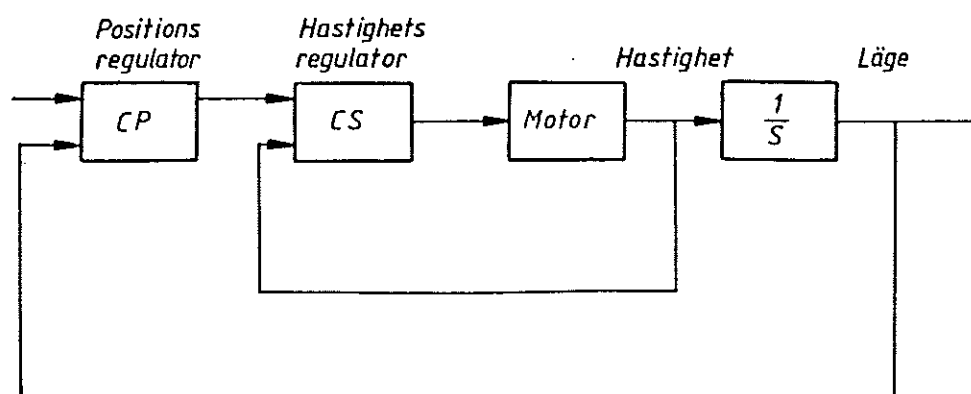 Positions
regulator
Hastighets
regulator
Hastighet
Läge
CP
CS
Motor
1
S